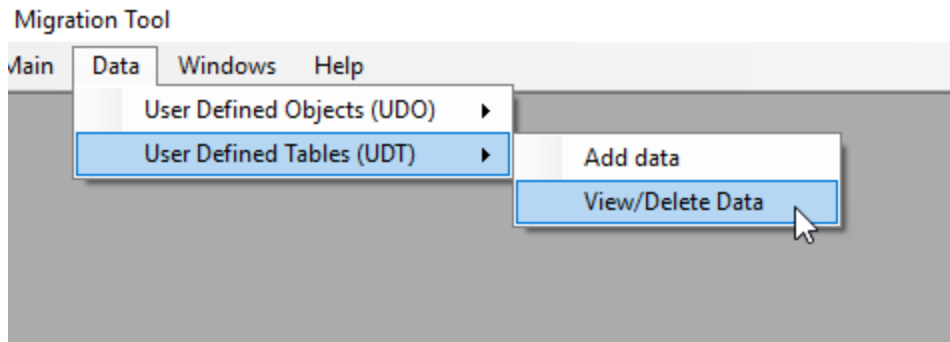 Migration Tool
Main Data Windows Help
User Defined Objects (UDO)
User Defined Tables (UDT)
Add data
View/Delete Data